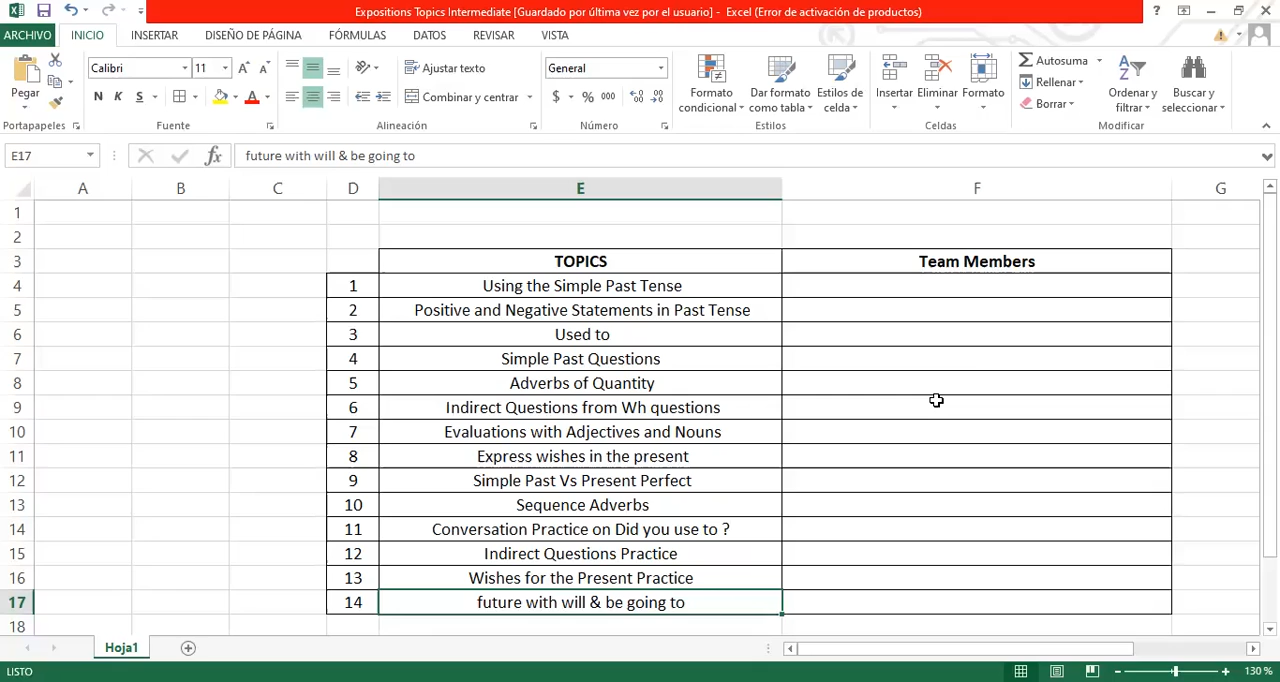 Expositions Topics Intermediate [Guardado por última vez por el usuario] - Excel (Error de activación de productos)
ARCHIVO INICIO INSERTAR DISEÑO DE PÁGINA FÓRMULAS DATOS REVISAR VISTA
Calibri 11 Ajustar texto General Autosuma
Rellenar
Pegar N K S Combinar y centrar $ % 000 Formato condicional Dar formato como tabla Estilos de celda Insertar Eliminar Formato Borrar Ordenar y filtrar Buscar y seleccionar
Portapapeles Fuente Alineación Número Estilos Celdas Modificar
E17 fx future with will & be going to
A B C D E F G
1
2
3 TOPICS Team Members
4 1 Using the Simple Past Tense
5 2 Positive and Negative Statements in Past Tense
6 3 Used to
7 4 Simple Past Questions
8 5 Adverbs of Quantity
9 6 Indirect Questions from Wh questions
10 7 Evaluations with Adjectives and Nouns
11 8 Express wishes in the present
12 9 Simple Past Vs Present Perfect
13 10 Sequence Adverbs
14 11 Conversation Practice on Did you use to ?
15 12 Indirect Questions Practice
16 13 Wishes for the Present Practice
17 14 future with will & be going to
18
Hoja1
LISTO 130 %